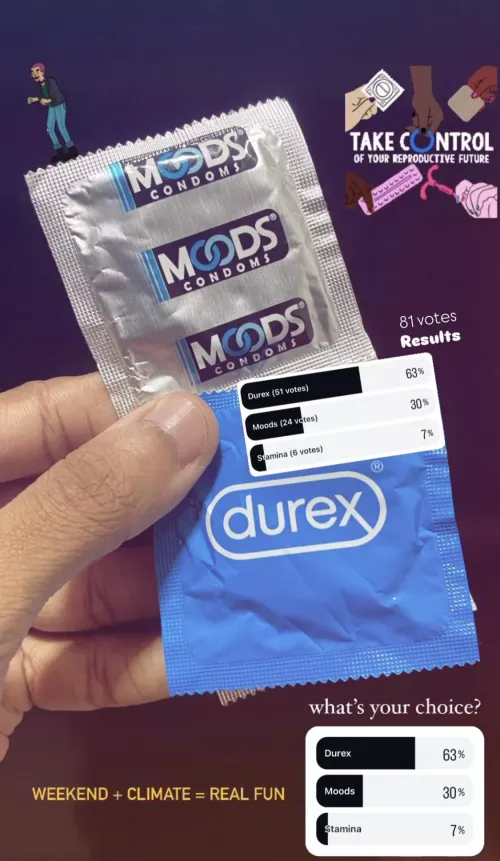 TAKE CONTROL
OF YOUR REPRODUCTIVE FUTURE
MOODS®
CONDOMS
MOODS®
CONDOMS
MOODS®
CONDOMS
81 votes
Results
Durex (51 votes) 63%
Moods (24 votes) 30%
Stamina (6 votes) 7%
durex®
what's your choice?
Durex 63%
Moods 30%
Stamina 7%
WEEKEND + CLIMATE = REAL FUN